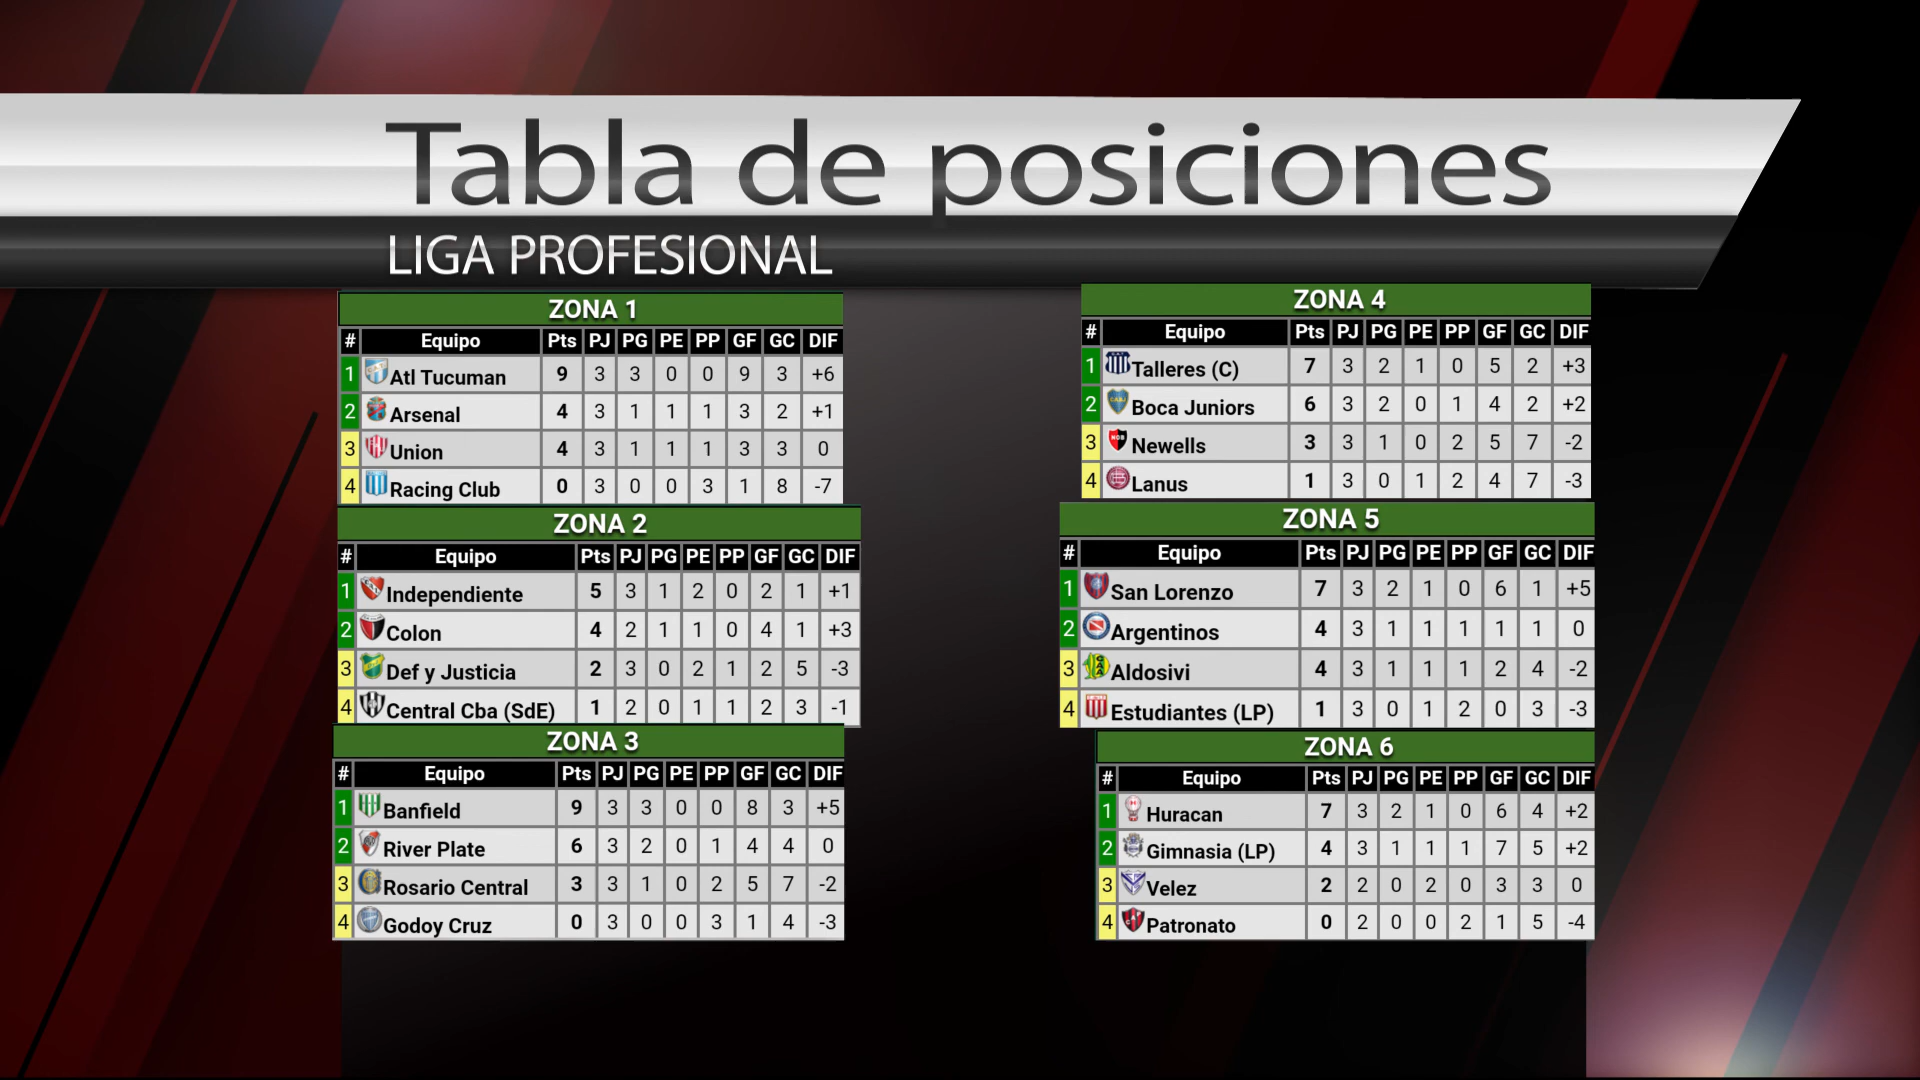 Tabla de posiciones
LIGA PROFESIONAL
ZONA 1
# Equipo Pts PJ PG PE PP GF GC DIF
1 Atl Tucuman 9 3 3 0 0 9 3 +6
2 Arsenal 4 3 1 1 1 3 2 +1
3 Union 4 3 1 1 1 3 3 0
4 Racing Club 0 3 0 0 3 1 8 -7
ZONA 2
# Equipo Pts PJ PG PE PP GF GC DIF
1 Independiente 5 3 1 2 0 2 1 +1
2 Colon 4 2 1 1 0 4 1 +3
3 Def y Justicia 2 3 0 2 1 2 5 -3
4 Central Cba (SdE) 1 2 0 1 1 2 3 -1
ZONA 3
# Equipo Pts PJ PG PE PP GF GC DIF
1 Banfield 9 3 3 0 0 8 3 +5
2 River Plate 6 3 2 0 1 4 4 0
3 Rosario Central 3 3 1 0 2 5 7 -2
4 Godoy Cruz 0 3 0 0 3 1 4 -3
ZONA 4
# Equipo Pts PJ PG PE PP GF GC DIF
1 Talleres (C) 7 3 2 1 0 5 2 +3
2 Boca Juniors 6 3 2 0 1 4 2 +2
3 Newells 3 3 1 0 2 5 7 -2
4 Lanus 1 3 0 1 2 4 7 -3
ZONA 5
# Equipo Pts PJ PG PE PP GF GC DIF
1 San Lorenzo 7 3 2 1 0 6 1 +5
2 Argentinos 4 3 1 1 1 1 1 0
3 Aldosivi 4 3 1 1 1 2 4 -2
4 Estudiantes (LP) 1 3 0 1 2 0 3 -3
ZONA 6
# Equipo Pts PJ PG PE PP GF GC DIF
1 Huracan 7 3 2 1 0 6 4 +2
2 Gimnasia (LP) 4 3 1 1 1 7 5 +2
3 Velez 2 2 0 2 0 3 3 0
4 Patronato 0 2 0 0 2 1 5 -4